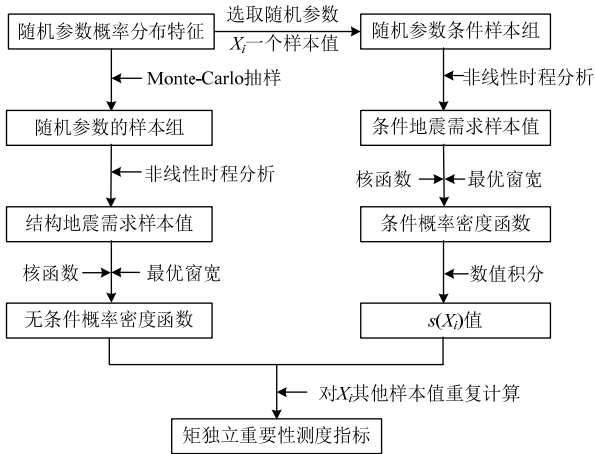 随机参数概率分布特征
选取随机参数
Xi一个样本值
随机参数条件样本组
Monte-Carlo抽样
非线性时程分析
随机参数的样本组
条件地震需求样本值
非线性时程分析
核函数
最优窗宽
结构地震需求样本值
条件概率密度函数
核函数
最优窗宽
数值积分
无条件概率密度函数
s(Xi)值
对Xi其他样本值重复计算
矩独立重要性测度指标